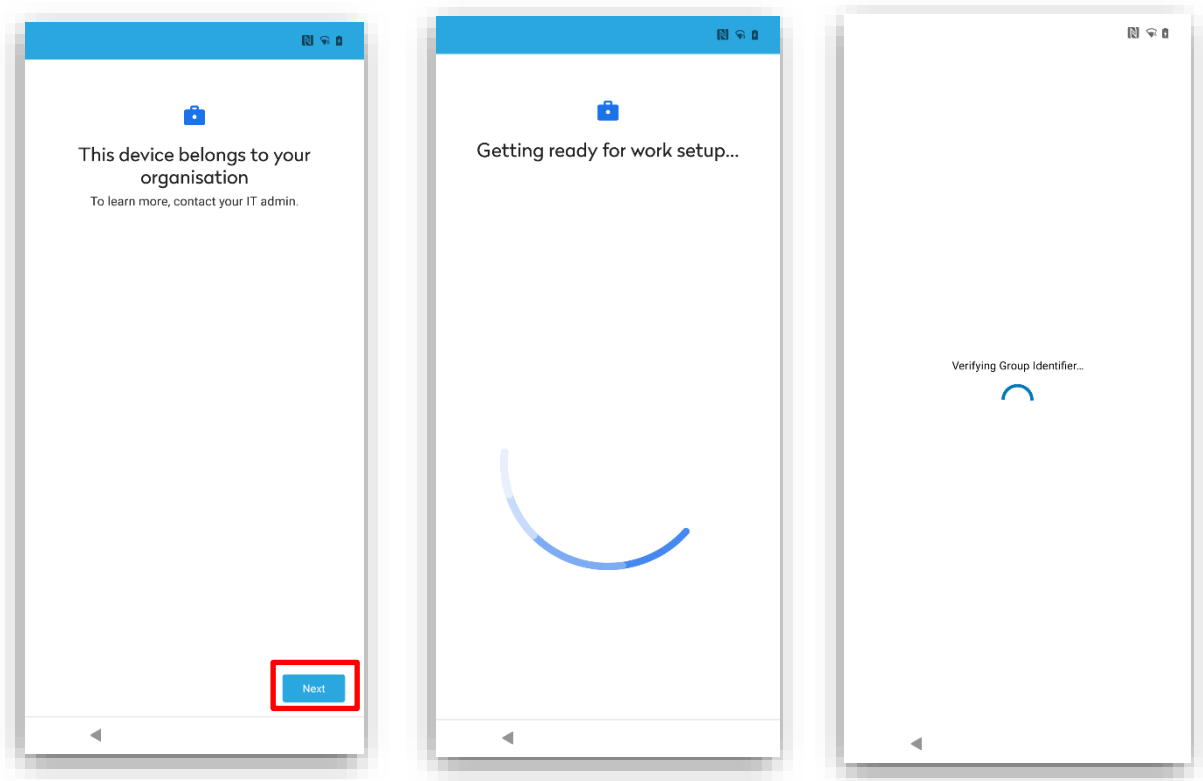 This device belongs to your
organisation
To learn more, contact your IT admin.
Next
Getting ready for work setup...
Verifying Group Identifier...